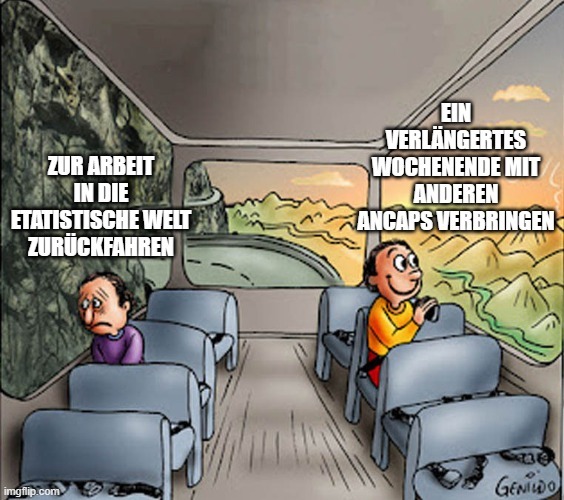 ZUR ARBEIT
IN DIE
ETATISTISCHE WELT
ZURÜCKFAHREN
EIN
VERLÄNGERTES
WOCHENENDE MIT
ANDEREN
ANCAPS VERBRINGEN
GENILDO
imgflip.com